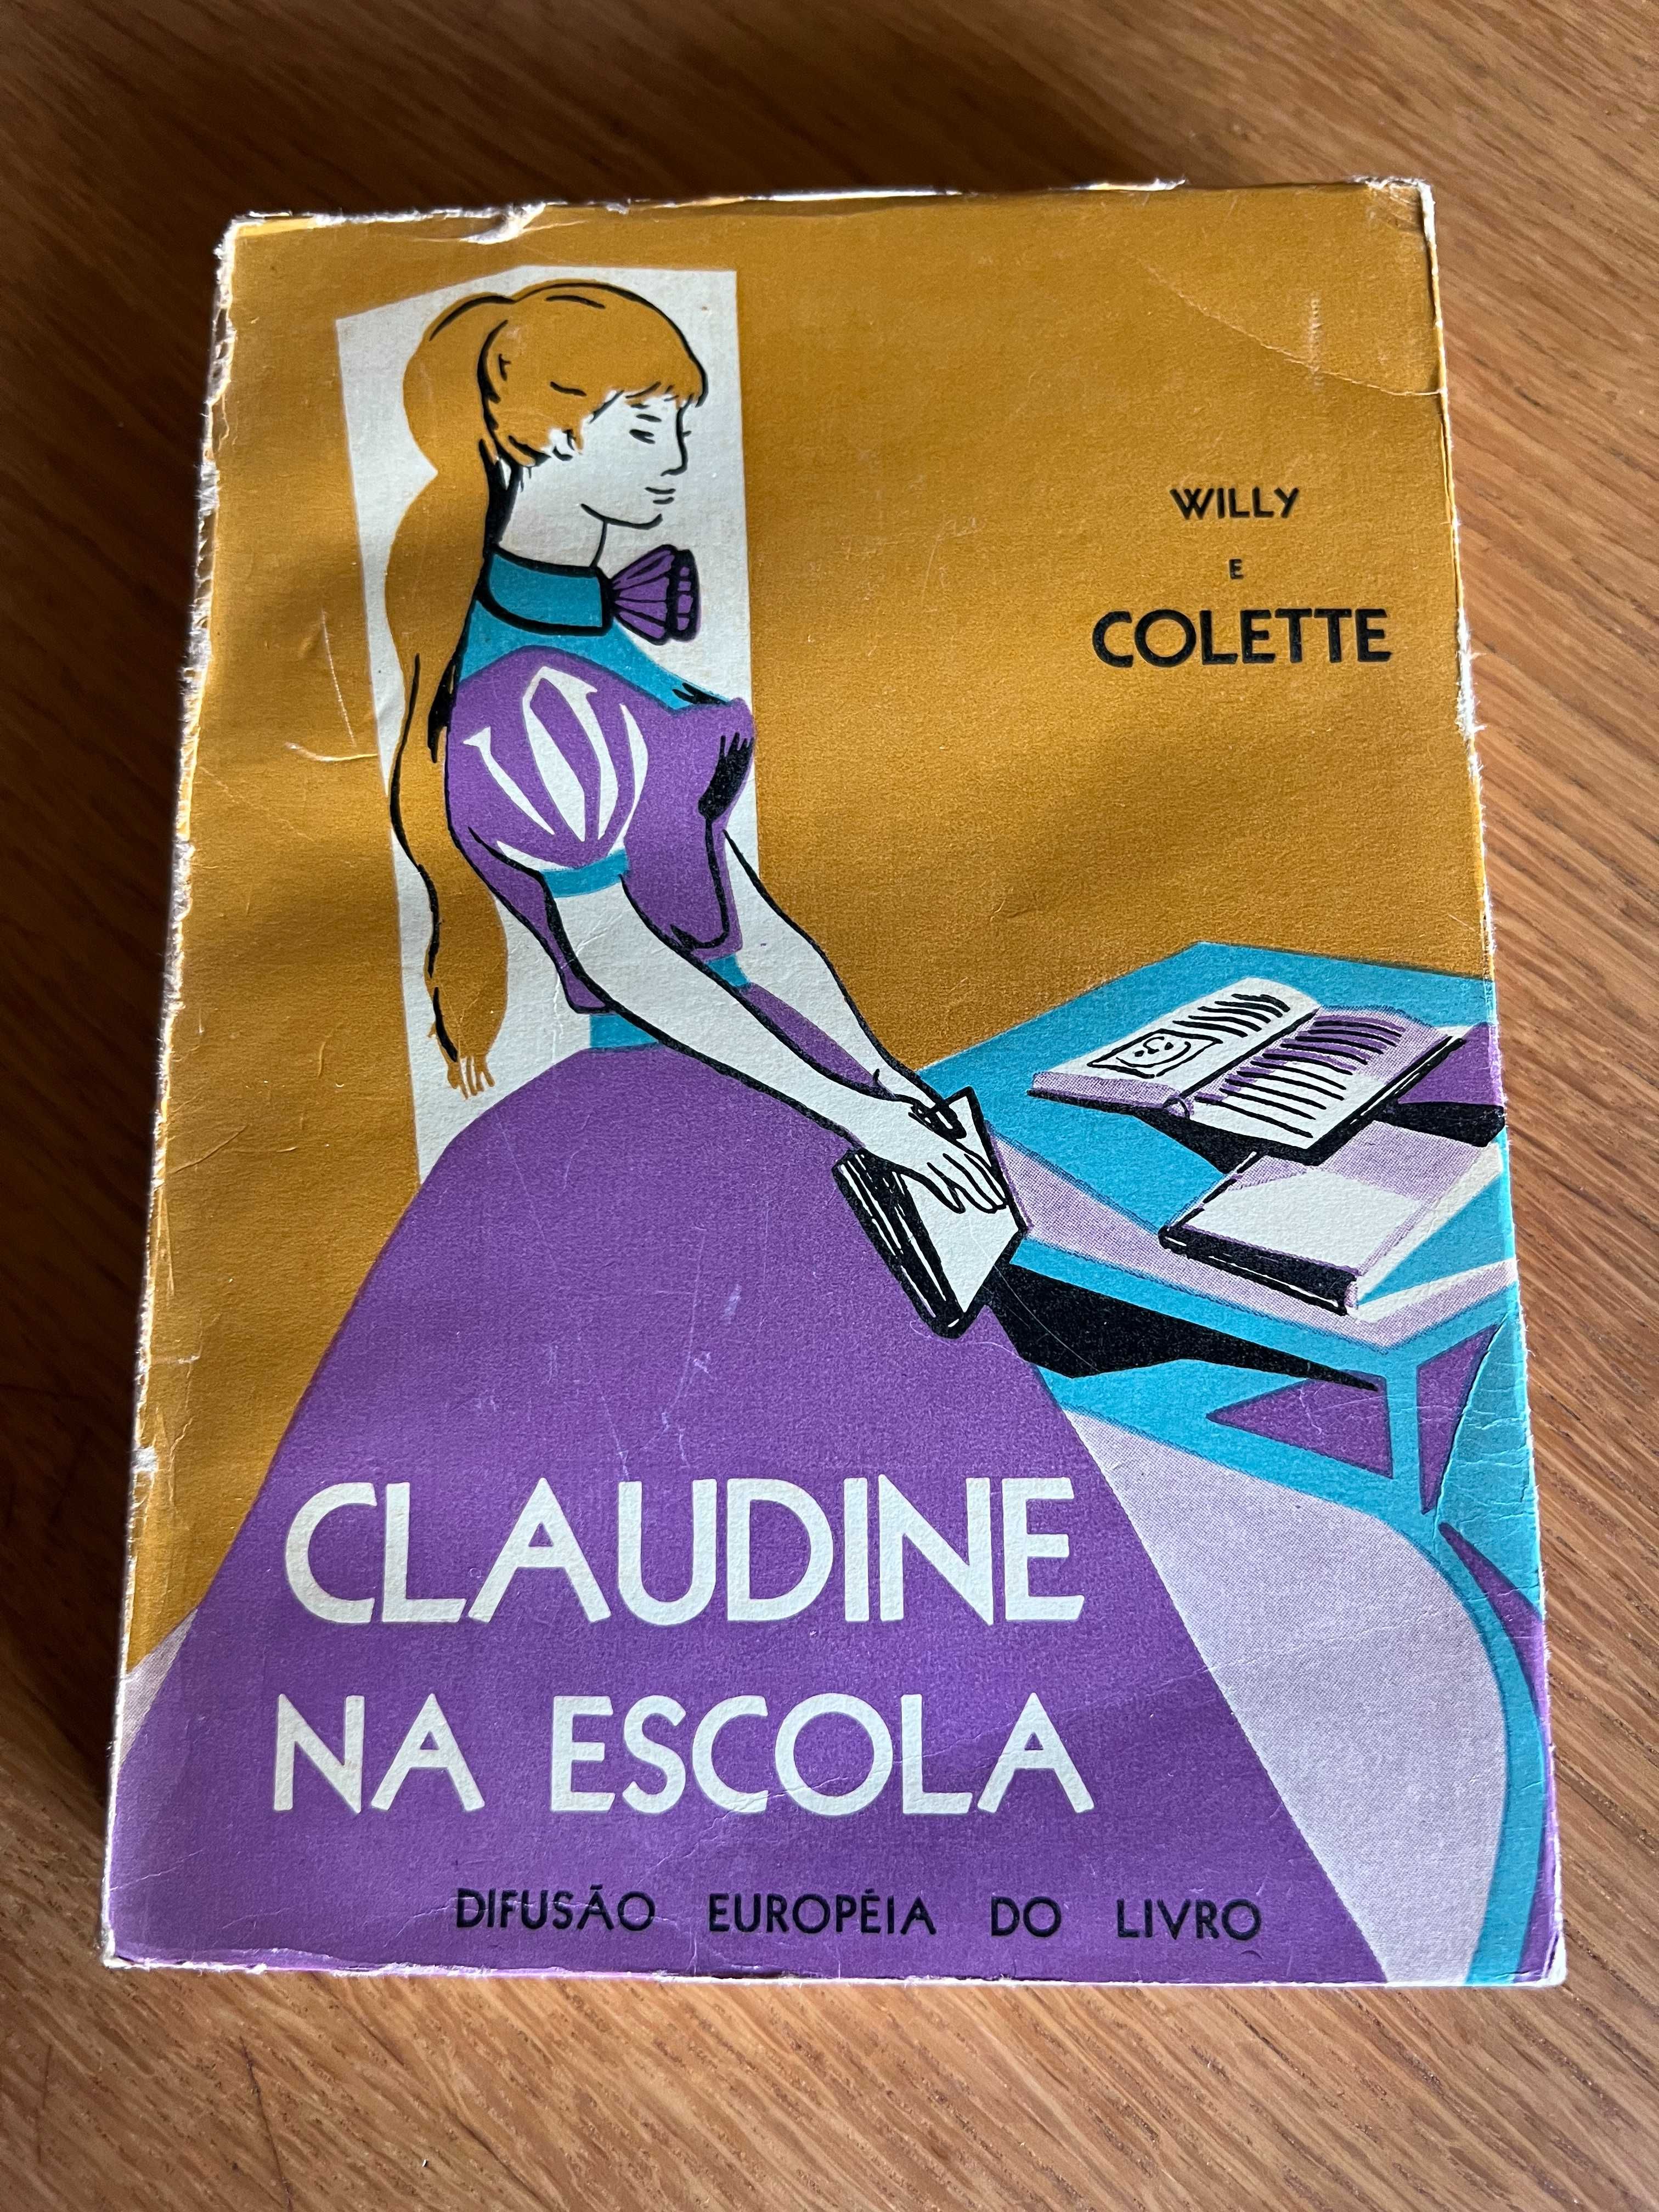 WILLY
E
COLETTE
CLAUDINE
NA ESCOLA
DIFUSÃO EUROPÉIA DO LIVRO